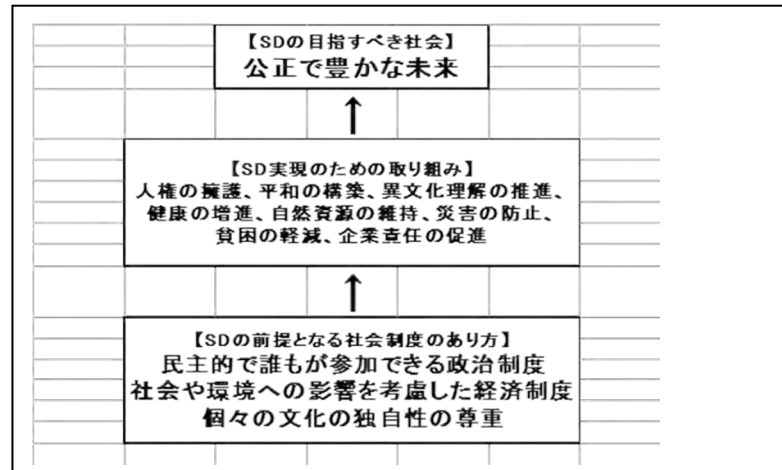 【SDの目指すべき社会】
公正で豊かな未来
↑
【SD実現のための取り組み】
人権の擁護、平和の構築、異文化理解の推進、
健康の増進、自然資源の維持、災害の防止、
貧困の軽減、企業責任の促進
↑
【SDの前提となる社会制度のあり方】
民主的で誰もが参加できる政治制度
社会や環境への影響を考慮した経済制度
個々の文化の独自性の尊重